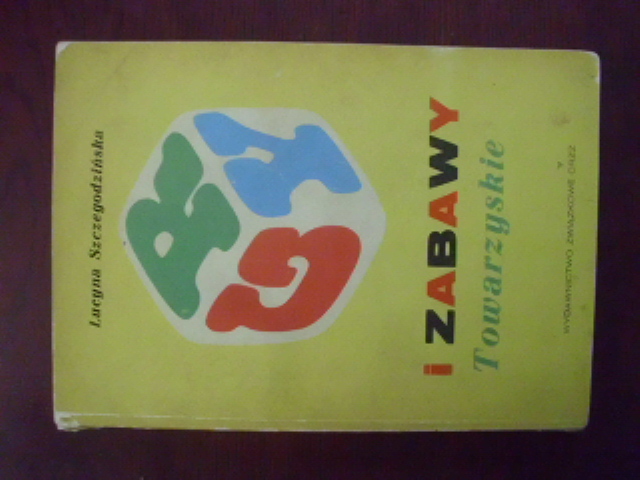 Lucyna Szczegodzińska
GRY
i ZABAWY
Towarzyskie
WYDAWNICTWO ZWIĄZKOWE CRZZ